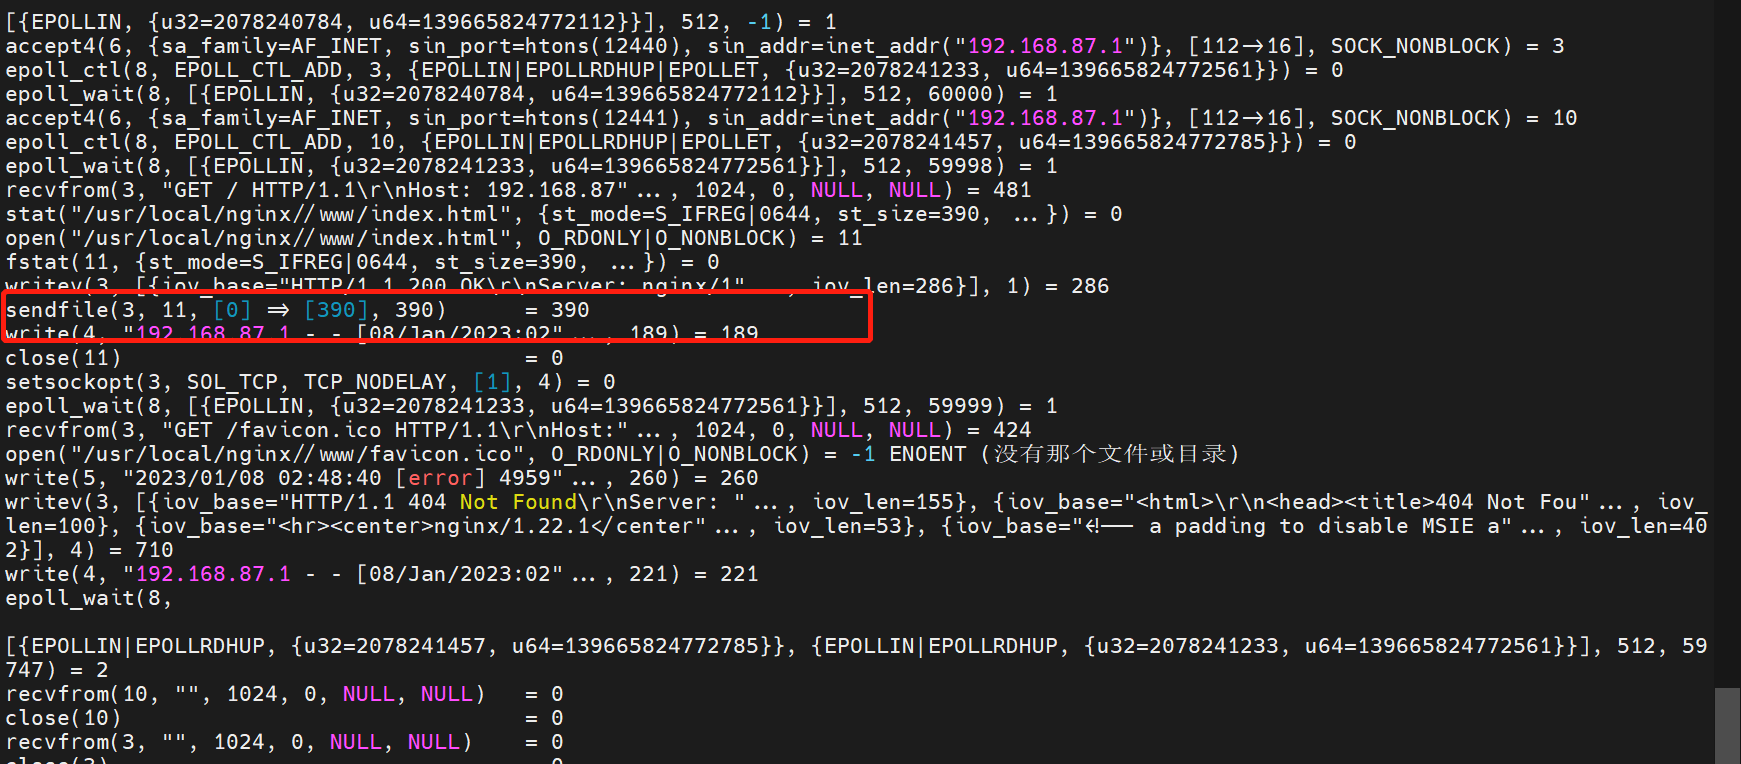 [{EPOLLIN, {u32=2078240784, u64=139665824772112}}], 512, -1) = 1
accept4(6, {sa_family=AF_INET, sin_port=htons(12440), sin_addr=inet_addr("192.168.87.1")}, [112->16], SOCK_NONBLOCK) = 3
epoll_ctl(8, EPOLL_CTL_ADD, 3, {EPOLLIN|EPOLLRDHUP|EPOLLET, {u32=2078241233, u64=139665824772561}}) = 0
epoll_wait(8, [{EPOLLIN, {u32=2078240784, u64=139665824772112}}], 512, 60000) = 1
accept4(6, {sa_family=AF_INET, sin_port=htons(12441), sin_addr=inet_addr("192.168.87.1")}, [112->16], SOCK_NONBLOCK) = 10
epoll_ctl(8, EPOLL_CTL_ADD, 10, {EPOLLIN|EPOLLRDHUP|EPOLLET, {u32=2078241457, u64=139665824772785}}) = 0
epoll_wait(8, [{EPOLLIN, {u32=2078241233, u64=139665824772561}}], 512, 59998) = 1
recvfrom(3, "GET / HTTP/1.1\r\nHost: 192.168.87"..., 1024, 0, NULL, NULL) = 481
stat("/usr/local/nginx//www/index.html", {st_mode=S_IFREG|0644, st_size=390, ...}) = 0
open("/usr/local/nginx//www/index.html", O_RDONLY|O_NONBLOCK) = 11
fstat(11, {st_mode=S_IFREG|0644, st_size=390, ...}) = 0
writev(3, [{iov_base="HTTP/1.1 200 OK\r\nServer: nginx/1"..., iov_len=286}], 1) = 286
sendfile(3, 11, [0] => [390], 390)      = 390
write(4, "192.168.87.1 - - [08/Jan/2023:02"..., 189) = 189
close(11)                               = 0
setsockopt(3, SOL_TCP, TCP_NODELAY, [1], 4) = 0
epoll_wait(8, [{EPOLLIN, {u32=2078241233, u64=139665824772561}}], 512, 59999) = 1
recvfrom(3, "GET /favicon.ico HTTP/1.1\r\nHost:"..., 1024, 0, NULL, NULL) = 424
open("/usr/local/nginx//www/favicon.ico", O_RDONLY|O_NONBLOCK) = -1 ENOENT (没有那个文件或目录)
write(5, "2023/01/08 02:48:40 [error] 4959"..., 260) = 260
writev(3, [{iov_base="HTTP/1.1 404 Not Found\r\nServer: "..., iov_len=155}, {iov_base="<html>\r\n<head><title>404 Not Fou"..., iov_
len=100}, {iov_base="<hr><center>nginx/1.22.1</center"..., iov_len=53}, {iov_base="<!-- a padding to disable MSIE a"..., iov_len=40
2}], 4) = 710
write(4, "192.168.87.1 - - [08/Jan/2023:02"..., 221) = 221
epoll_wait(8,
[{EPOLLIN|EPOLLRDHUP, {u32=2078241457, u64=139665824772785}}, {EPOLLIN|EPOLLRDHUP, {u32=2078241233, u64=139665824772561}}], 512, 59
747) = 2
recvfrom(10, "", 1024, 0, NULL, NULL)   = 0
close(10)                               = 0
recvfrom(3, "", 1024, 0, NULL, NULL)    = 0
close(3)                                = 0